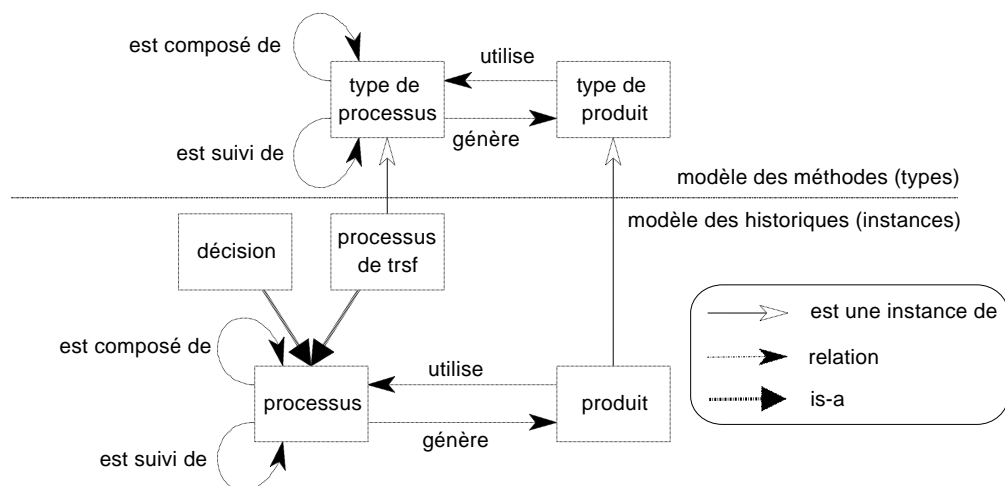 est composé de
utilise
type de
processus
type de
produit
génère
est suivi de
modèle des méthodes (types)
modèle des historiques (instances)
décision
processus
de trsf
est une instance de
relation
is-a
est composé de
utilise
processus
produit
génère
est suivi de